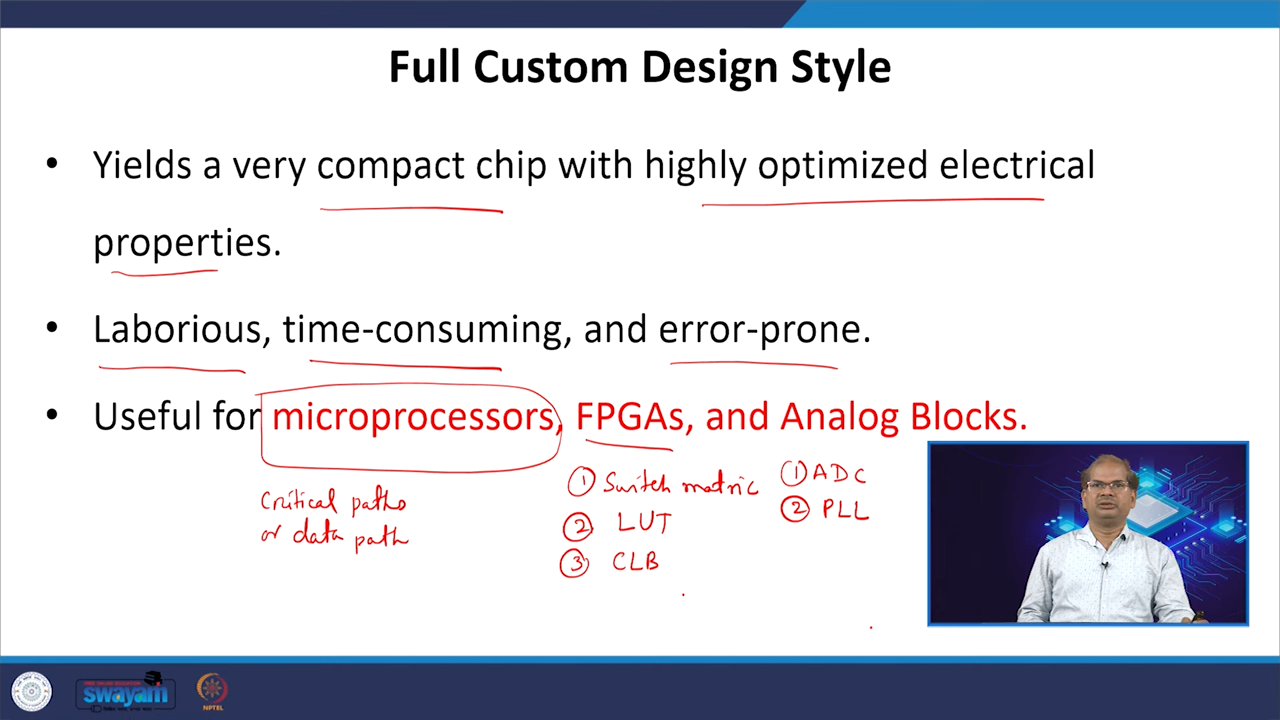 Full Custom Design Style
• Yields a very compact chip with highly optimized electrical
properties.
• Laborious, time-consuming, and error-prone.
• Useful for microprocessors, FPGAs, and Analog Blocks.
Critical paths
or data path
① Switch matric
② LUT
③ CLB
① ADC
② PLL
swayam
NPTEL